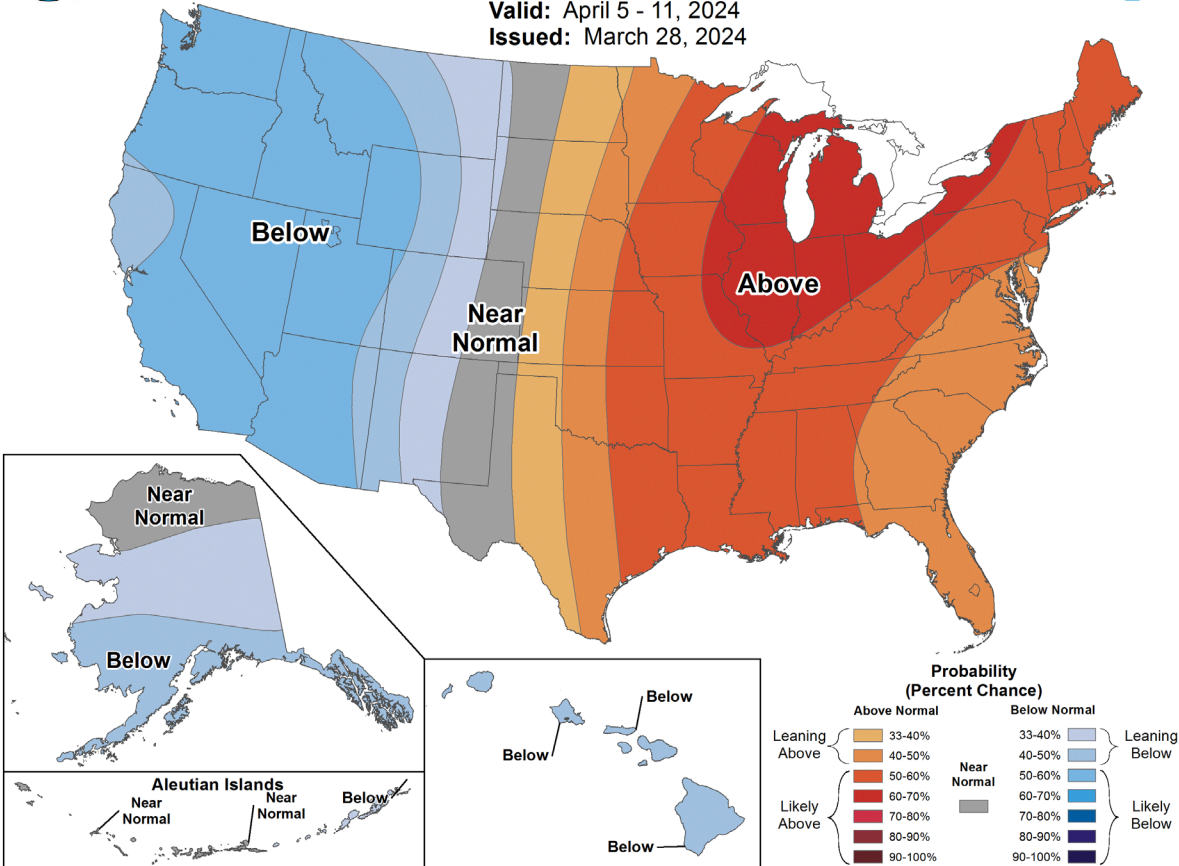 Valid: April 5 - 11, 2024
Issued: March 28, 2024
Below
Near
Normal
Above
Near
Normal
Below
Aleutian Islands
Near
Normal
Near
Normal
Below
Below
Below
Below
Probability
(Percent Chance)
Above Normal
Below Normal
Leaning
Above
33-40%
40-50%
Likely
Above
50-60%
60-70%
70-80%
80-90%
90-100%
Near
Normal
33-40%
40-50%
Leaning
Below
50-60%
60-70%
70-80%
80-90%
90-100%
Likely
Below